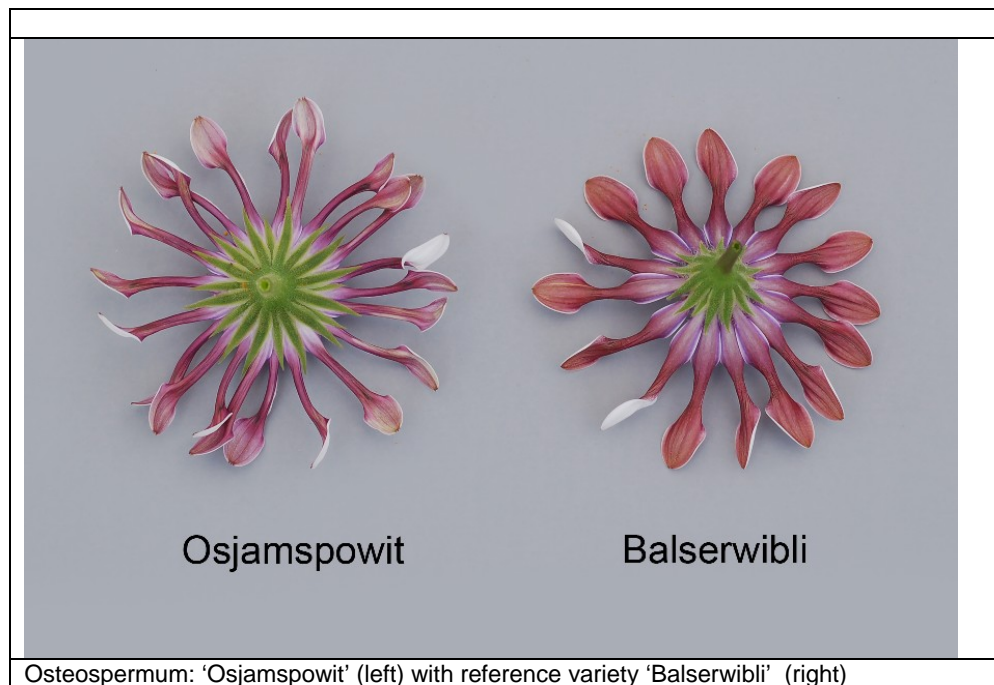 Osjamspowit Balserwibli
Osteospermum: ‘Osjamspowit’ (left) with reference variety ‘Balserwibli’ (right)